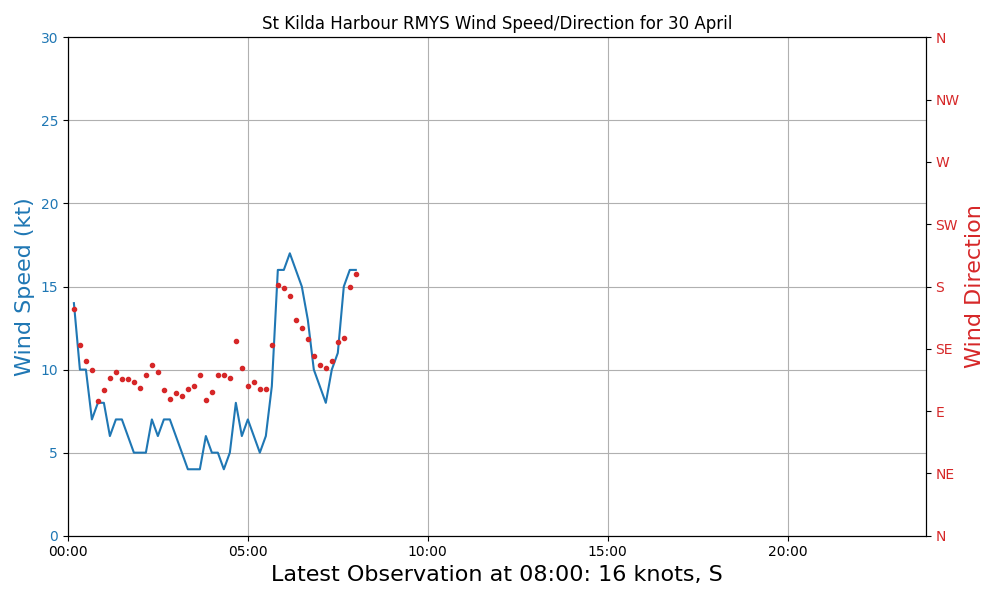 St Kilda Harbour RMYS Wind Speed/Direction for 30 April
Wind Speed (kt)
30
25
20
15
10
5
0
00:00
05:00
10:00
15:00
20:00
N
NW
W
SW
S
SE
E
NE
N
Wind Direction
Latest Observation at 08:00: 16 knots, S